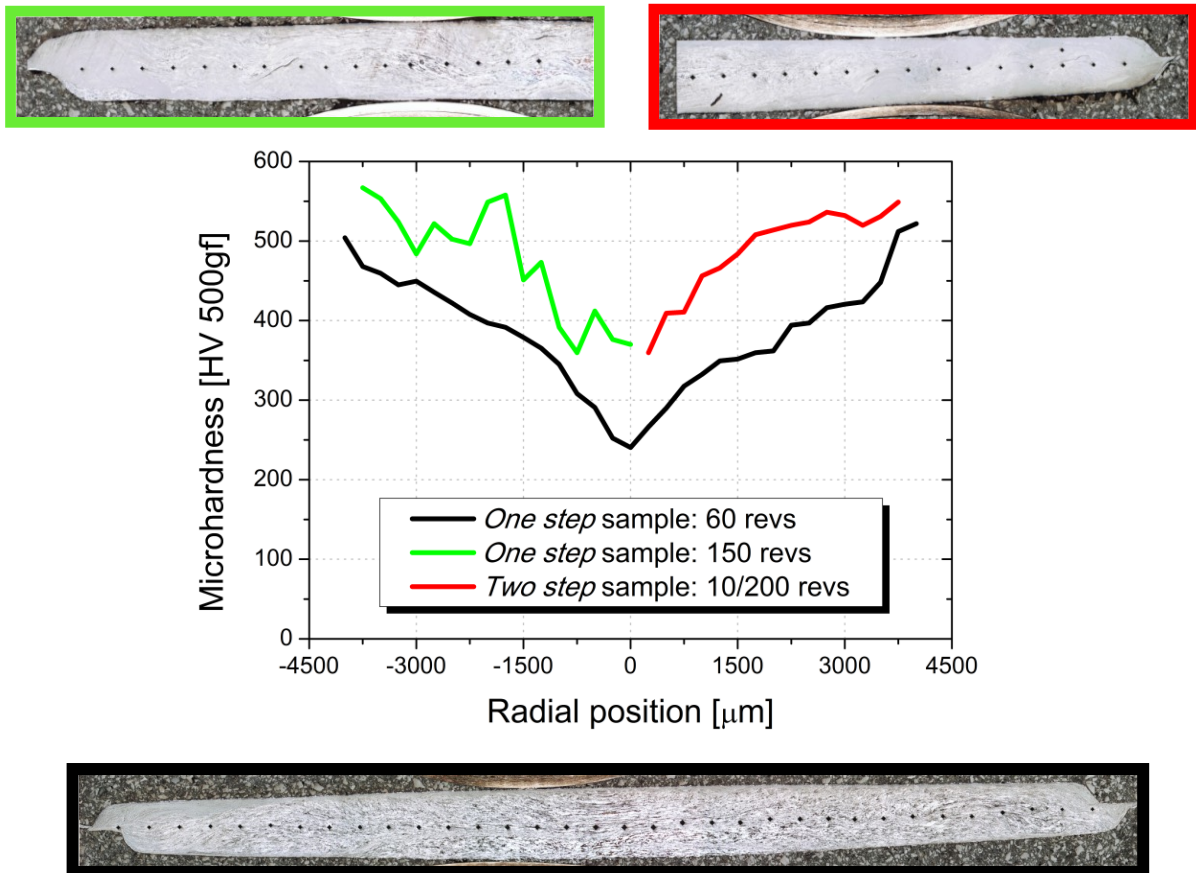 600
500
400
300
200
100
0
Microhardness [HV 500gf]
One step sample: 60 revs
One step sample: 150 revs
Two step sample: 10/200 revs
-4500 -3000 -1500 0 1500 3000 4500
Radial position [μm]